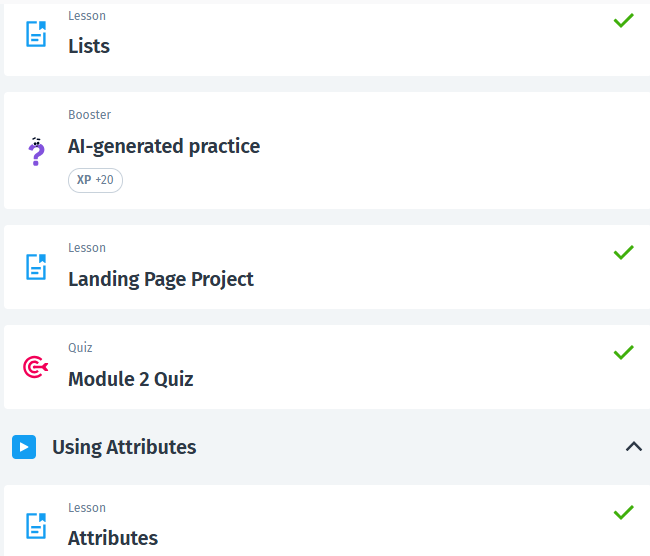 Lesson
Lists
Booster
AI-generated practice
XP +20
Lesson
Landing Page Project
Quiz
Module 2 Quiz
Using Attributes
Lesson
Attributes